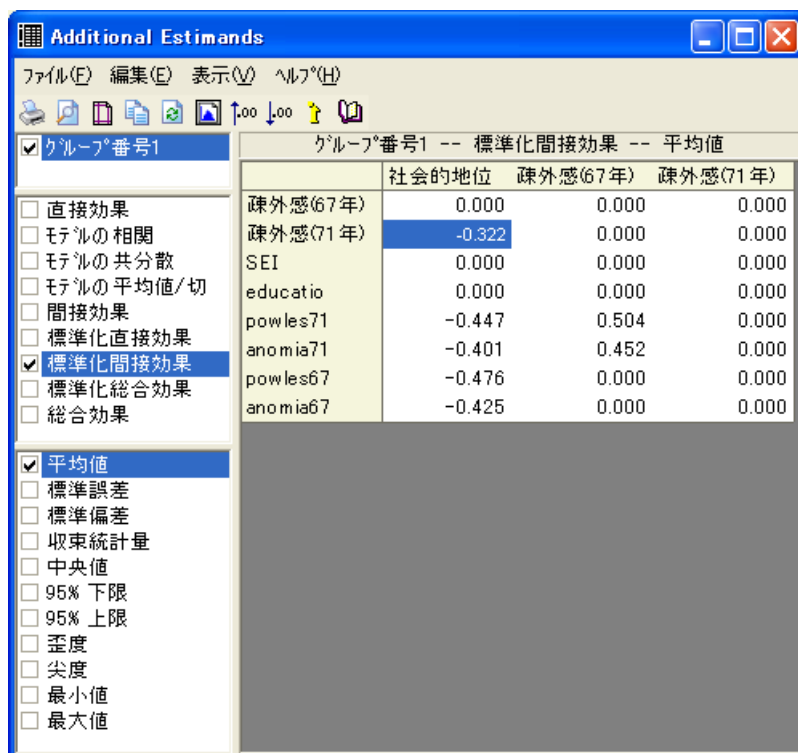 Additional Estimands
ファイル(F) 編集(E) 表示(V) ヘルプ(H)
.00 .00
グループ番号1
グループ番号1 -- 標準化間接効果 -- 平均値
直接効果
モデルの相関
モデルの共分散
モデルの平均値/切
間接効果
標準化直接効果
標準化間接効果
標準化総合効果
総合効果
平均値
標準誤差
標準偏差
収束統計量
中央値
95% 下限
95% 上限
歪度
尖度
最小値
最大値
社会的地位 疎外感(67年) 疎外感(71年)
疎外感(67年) 0.000 0.000 0.000
疎外感(71年) -0.322 0.000 0.000
SEI 0.000 0.000 0.000
educatio 0.000 0.000 0.000
powles71 -0.447 0.504 0.000
anomia71 -0.401 0.452 0.000
powles67 -0.476 0.000 0.000
anomia67 -0.425 0.000 0.000